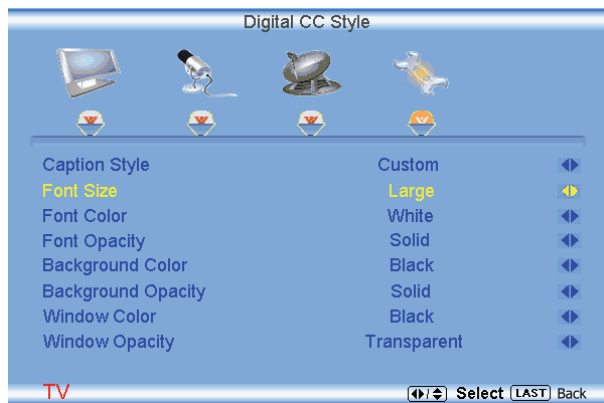 Digital CC Style
Caption Style Custom
Font Size Large
Font Color White
Font Opacity Solid
Background Color Black
Background Opacity Solid
Window Color Black
Window Opacity Transparent
TV Select LAST Back